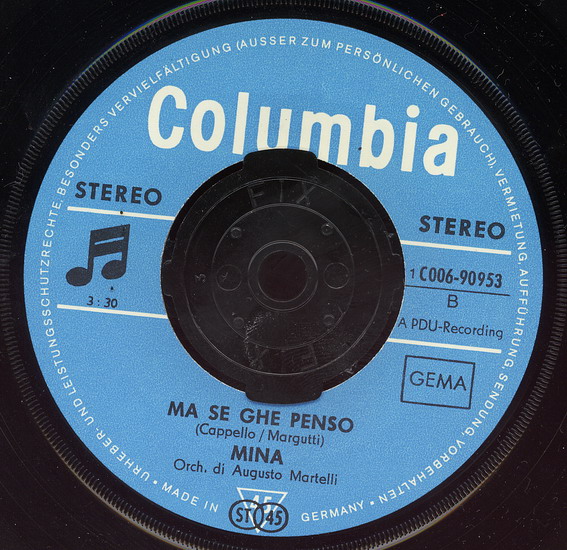 URHEBER- UND LEISTUNGSSCHUTZRECHTE, BESONDERS VERVIELFÄLTIGUNG (AUSSER ZUM PERSÖNLICHEN GEBRAUCH), VERMIETUNG, AUFFÜHRUNG, SENDUNG, VORBEHALTEN
Columbia
STEREO
STEREO
3:30
FIX
1 C006-90953
B
A PDU-Recording
GEMA
MA SE GHE PENSO
(Cappello/Margutti)
MINA
Orch. di Augusto Martelli
• MADE IN GERMANY •
45
ST 45